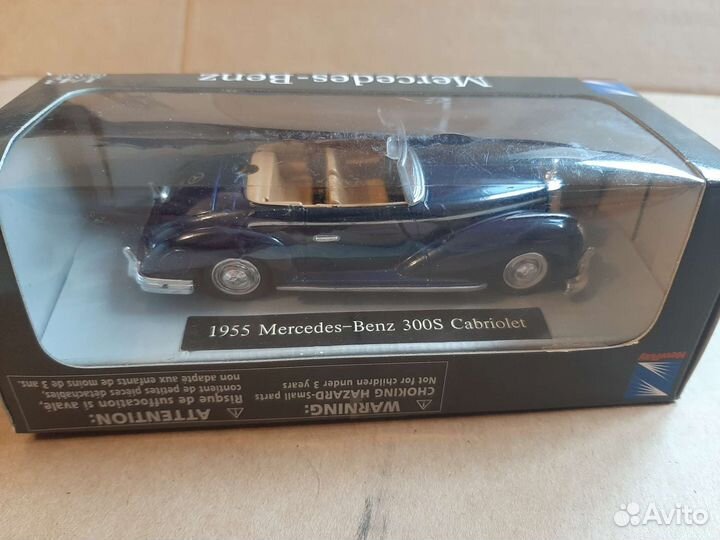 Mercedes-Benz
1955 Mercedes-Benz 300S Cabriolet
NewRay
WARNING:
CHOKING HAZARD-small parts
Not for children under 3 years
ATTENTION:
Risque de suffocation si avalé,
contient de petites pièces détachables,
non adapté aux enfants de moins de 3 ans.
Avito